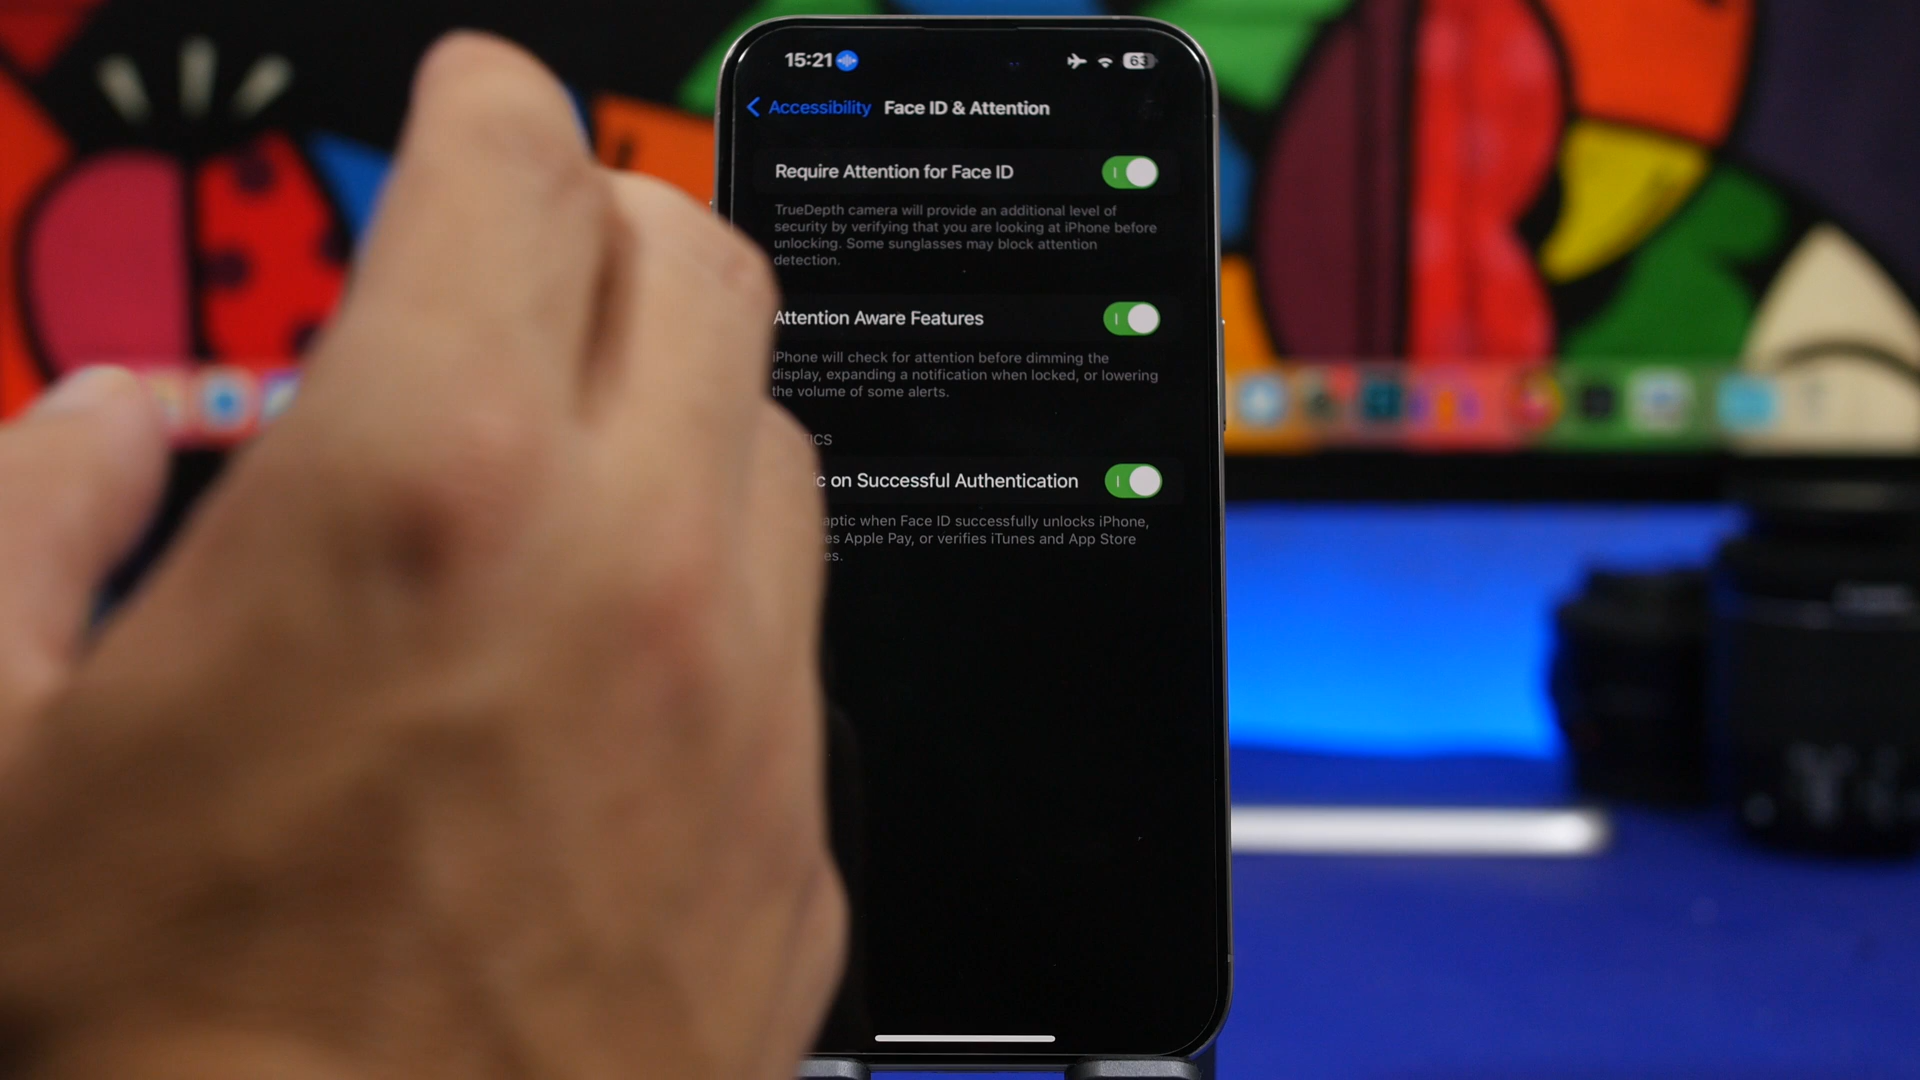 15:21 63
Accessibility Face ID & Attention
Require Attention for Face ID
TrueDepth camera will provide an additional level of
security by verifying that you are looking at iPhone before
unlocking. Some sunglasses may block attention
detection.
Attention Aware Features
iPhone will check for attention before dimming the
display, expanding a notification when locked, or lowering
the volume of some alerts.
on Successful Authentication
when Face ID successfully unlocks iPhone,
Apple Pay, or verifies iTunes and App Store